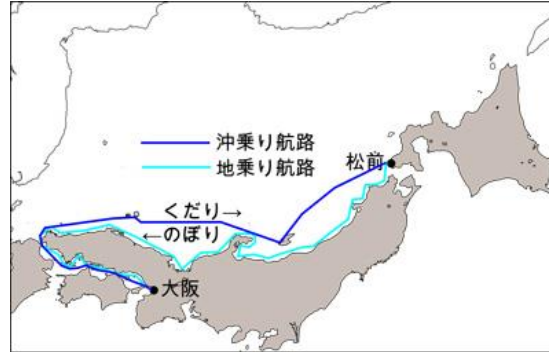 沖乗り航路
地乗り航路
松前
くだり→
←のぼり
大阪